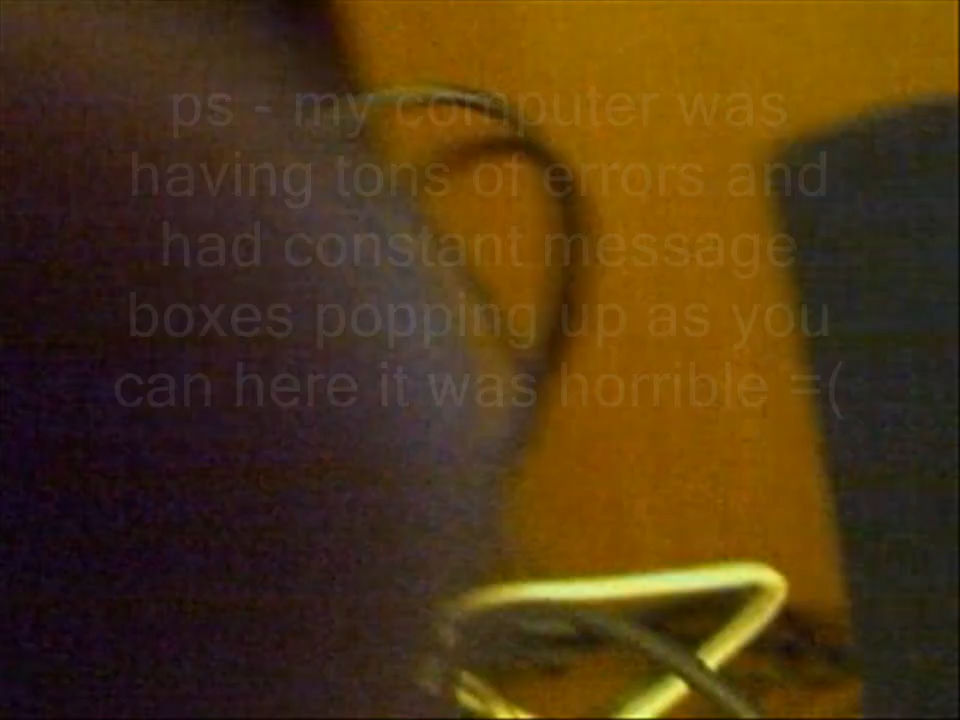 ps - my computer was
having tons of errors and
had constant message
boxes popping up as you
can here it was horrible =(